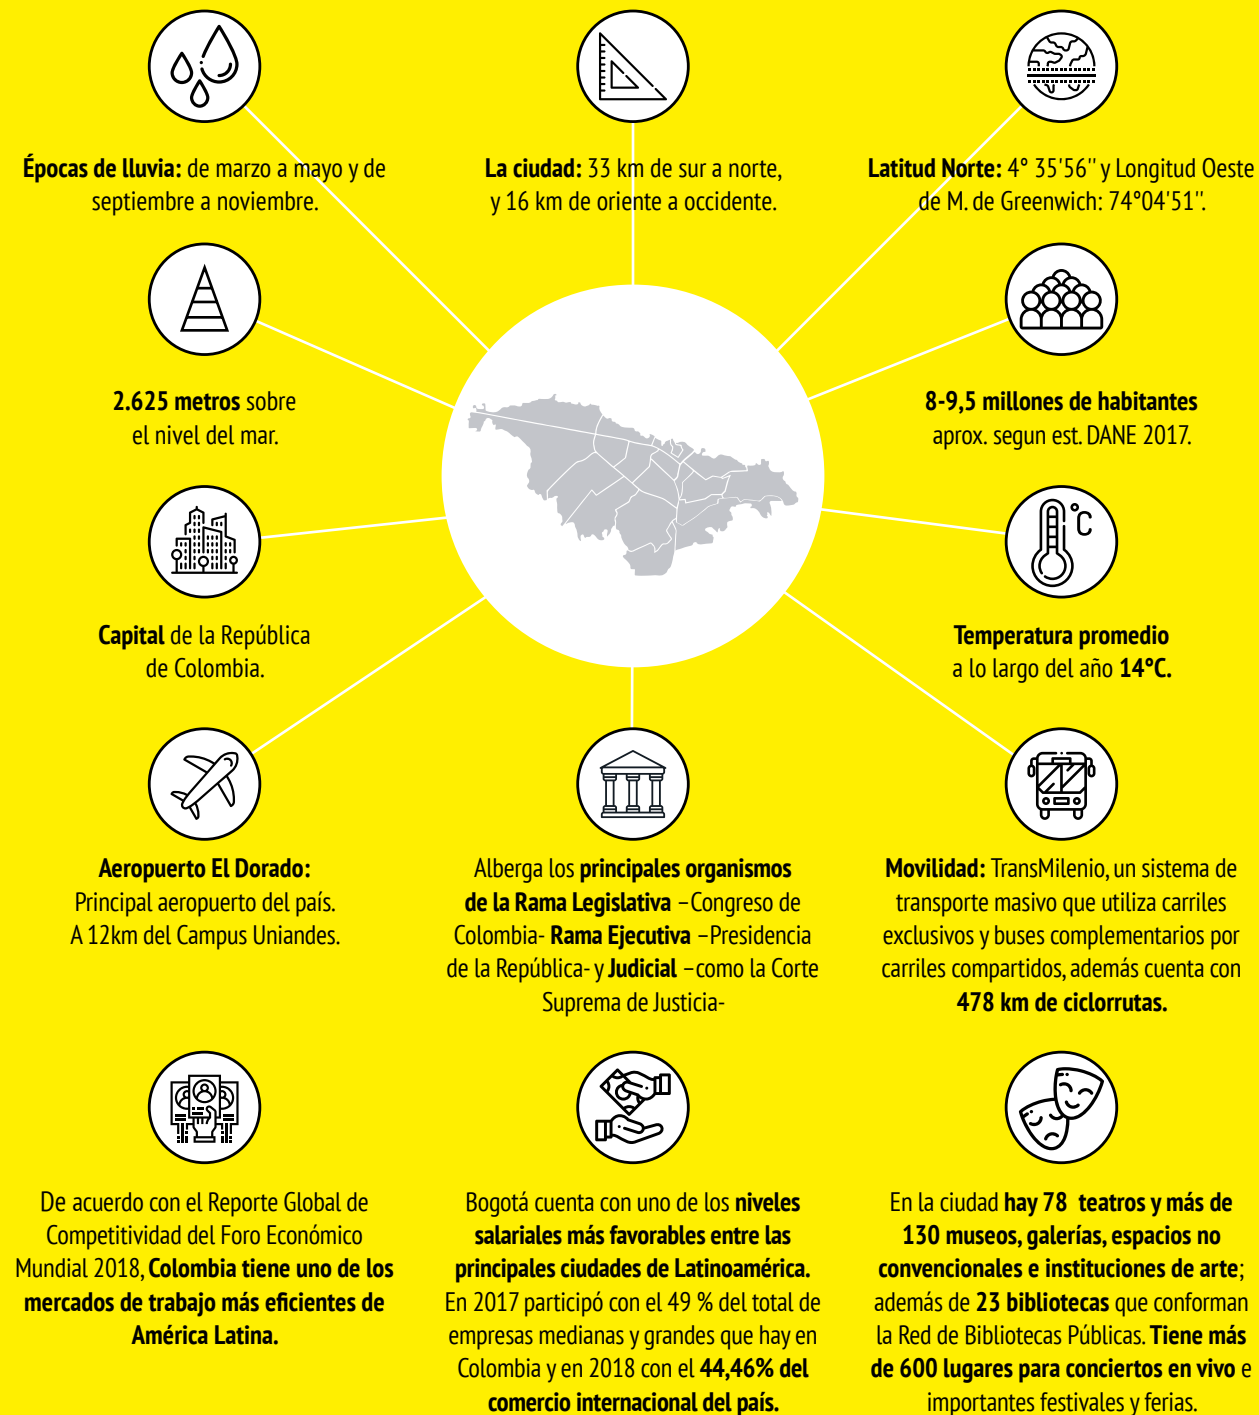 Épocas de lluvia: de marzo a mayo y de
septiembre a noviembre.
La ciudad: 33 km de sur a norte,
y 16 km de oriente a occidente.
Latitud Norte: 4° 35'56'' y Longitud Oeste
de M. de Greenwich: 74°04'51''.
2.625 metros sobre
el nivel del mar.
8-9,5 millones de habitantes
aprox. segun est. DANE 2017.
Capital de la República
de Colombia.
°C
Temperatura promedio
a lo largo del año 14°C.
Aeropuerto El Dorado:
Principal aeropuerto del país.
A 12km del Campus Uniandes.
Alberga los principales organismos
de la Rama Legislativa –Congreso de
Colombia- Rama Ejecutiva –Presidencia
de la República- y Judicial –como la Corte
Suprema de Justicia-
Movilidad: TransMilenio, un sistema de
transporte masivo que utiliza carriles
exclusivos y buses complementarios por
carriles compartidos, además cuenta con
478 km de ciclorrutas.
De acuerdo con el Reporte Global de
Competitividad del Foro Económico
Mundial 2018, Colombia tiene uno de los
mercados de trabajo más eficientes de
América Latina.
Bogotá cuenta con uno de los niveles
salariales más favorables entre las
principales ciudades de Latinoamérica.
En 2017 participó con el 49 % del total de
empresas medianas y grandes que hay en
Colombia y en 2018 con el 44,46% del
comercio internacional del país.
En la ciudad hay 78 teatros y más de
130 museos, galerías, espacios no
convencionales e instituciones de arte;
además de 23 bibliotecas que conforman
la Red de Bibliotecas Públicas. Tiene más
de 600 lugares para conciertos en vivo e
importantes festivales y ferias.